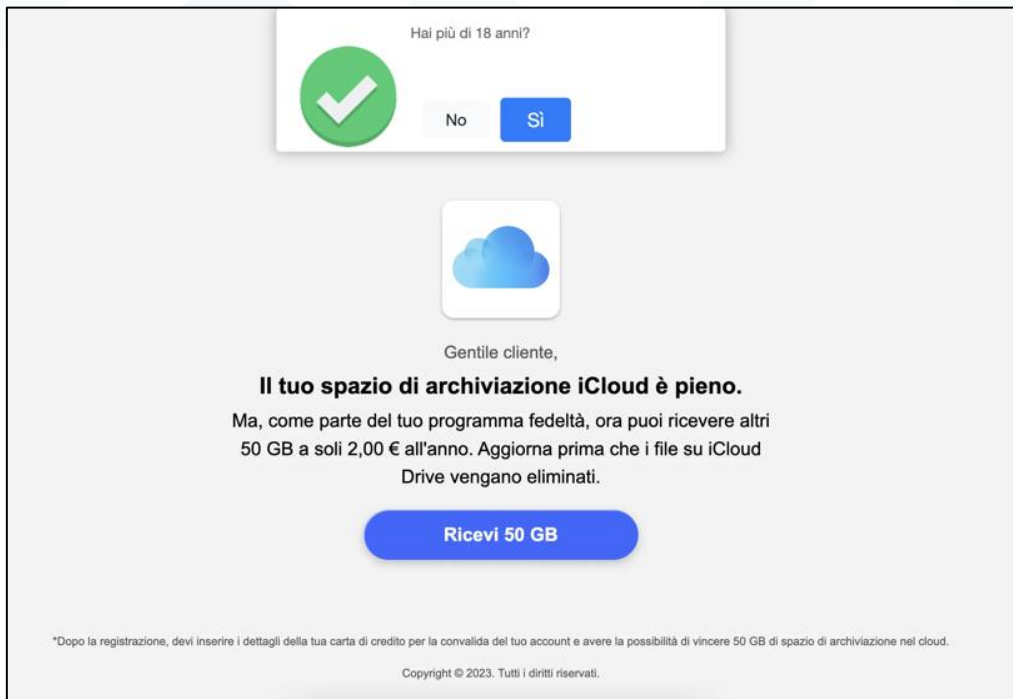 Hai più di 18 anni?
No
Sì
Gentile cliente,
Il tuo spazio di archiviazione iCloud è pieno.
Ma, come parte del tuo programma fedeltà, ora puoi ricevere altri
50 GB a soli 2,00 € all'anno. Aggiorna prima che i file su iCloud
Drive vengano eliminati.
Ricevi 50 GB
*Dopo la registrazione, devi inserire i dettagli della tua carta di credito per la convalida del tuo account e avere la possibilità di vincere 50 GB di spazio di archiviazione nel cloud.
Copyright © 2023. Tutti i diritti riservati.